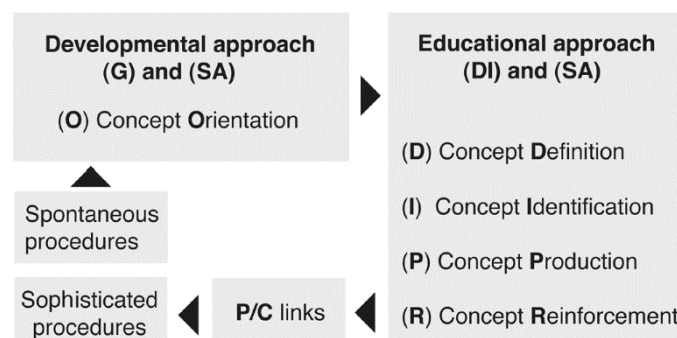 Developmental approach
(G) and (SA)
(O) Concept Orientation
Educational approach
(DI) and (SA)
(D) Concept Definition
(I) Concept Identification
(P) Concept Production
(R) Concept Reinforcement
Spontaneous
procedures
Sophisticated
procedures
P/C links